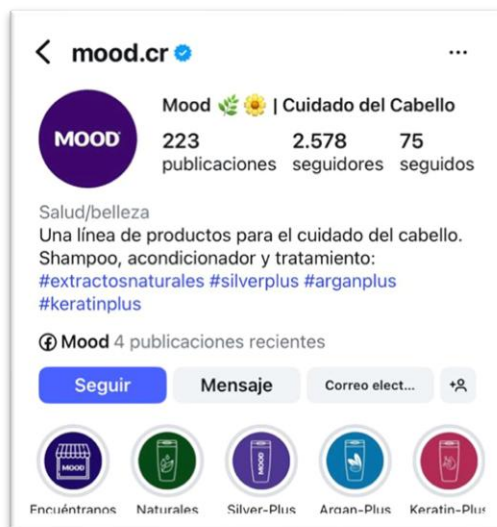 mood.cr
MOOD
Mood 🌿 🌼 | Cuidado del Cabello
223 2.578 75
publicaciones seguidores seguidos
Salud/belleza
Una línea de productos para el cuidado del cabello.
Shampoo, acondicionador y tratamiento:
#extractosnaturales #silverplus #arganplus
#keratinplus
Mood 4 publicaciones recientes
Seguir Mensaje Correo elect...
MOOD MOOD
Encuéntranos Naturales Silver-Plus Argan-Plus Keratin-Plus